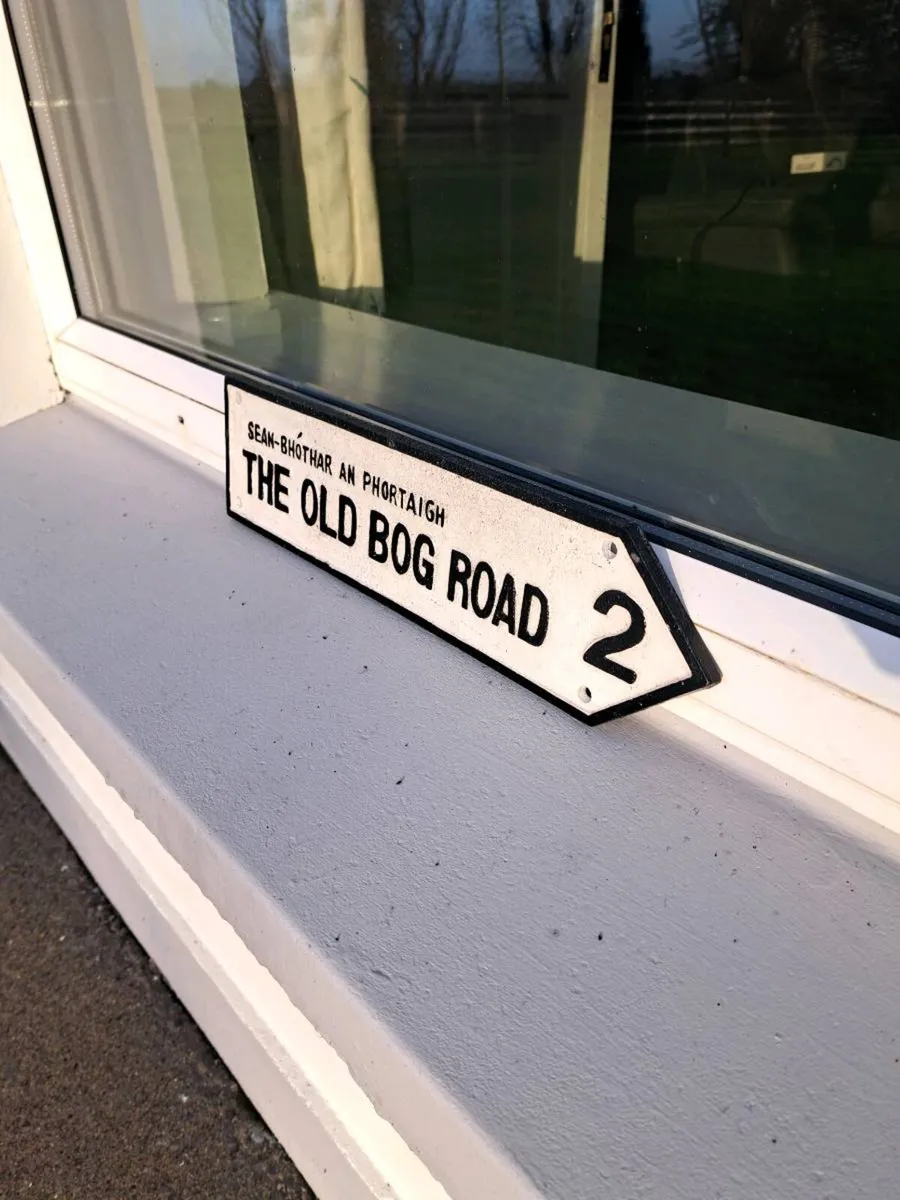 SEAN-BHÓTHAR AN PHORTAIGH
THE OLD BOG ROAD 2